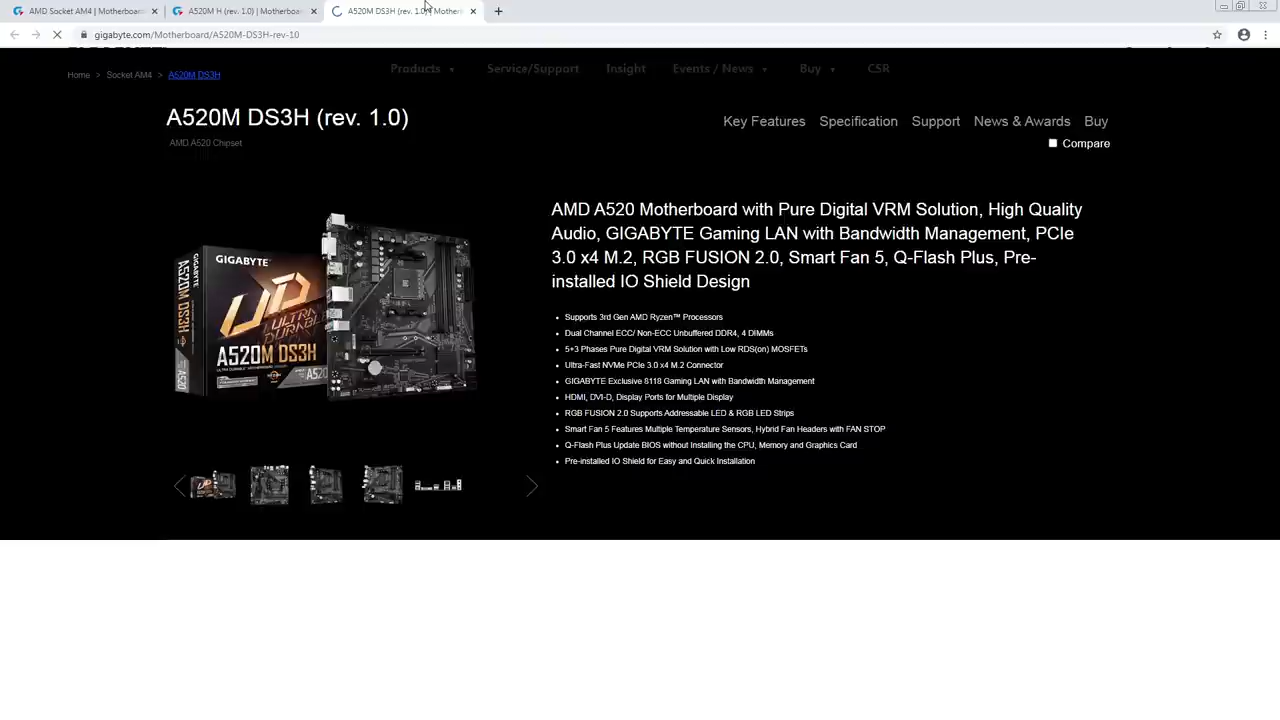 AMD Socket AM4 | Motherboard
A520M H (rev. 1.0) | Motherboar
A520M DS3H (rev. 1.0) | Mother
gigabyte.com/Motherboard/A520M-DS3H-rev-10
Products Service/Support Insight Events / News Buy CSR
Home > Socket AM4 > A520M DS3H
A520M DS3H (rev. 1.0)
AMD A520 Chipset
Key Features Specification Support News & Awards Buy
Compare
GIGABYTE
UD
ULTRA
DURABLE
A520M DS3H
A520M DS3H
GIGABYTE
A520
A520
AMD A520 Motherboard with Pure Digital VRM Solution, High Quality
Audio, GIGABYTE Gaming LAN with Bandwidth Management, PCIe
3.0 x4 M.2, RGB FUSION 2.0, Smart Fan 5, Q-Flash Plus, Pre-
installed IO Shield Design
• Supports 3rd Gen AMD Ryzen™ Processors
• Dual Channel ECC/ Non-ECC Unbuffered DDR4, 4 DIMMs
• 5+3 Phases Pure Digital VRM Solution with Low RDS(on) MOSFETs
• Ultra-Fast NVMe PCIe 3.0 x4 M.2 Connector
• GIGABYTE Exclusive 8118 Gaming LAN with Bandwidth Management
• HDMI, DVI-D, Display Ports for Multiple Display
• RGB FUSION 2.0 Supports Addressable LED & RGB LED Strips
• Smart Fan 5 Features Multiple Temperature Sensors, Hybrid Fan Headers with FAN STOP
• Q-Flash Plus Update BIOS without Installing the CPU, Memory and Graphics Card
• Pre-installed IO Shield for Easy and Quick Installation